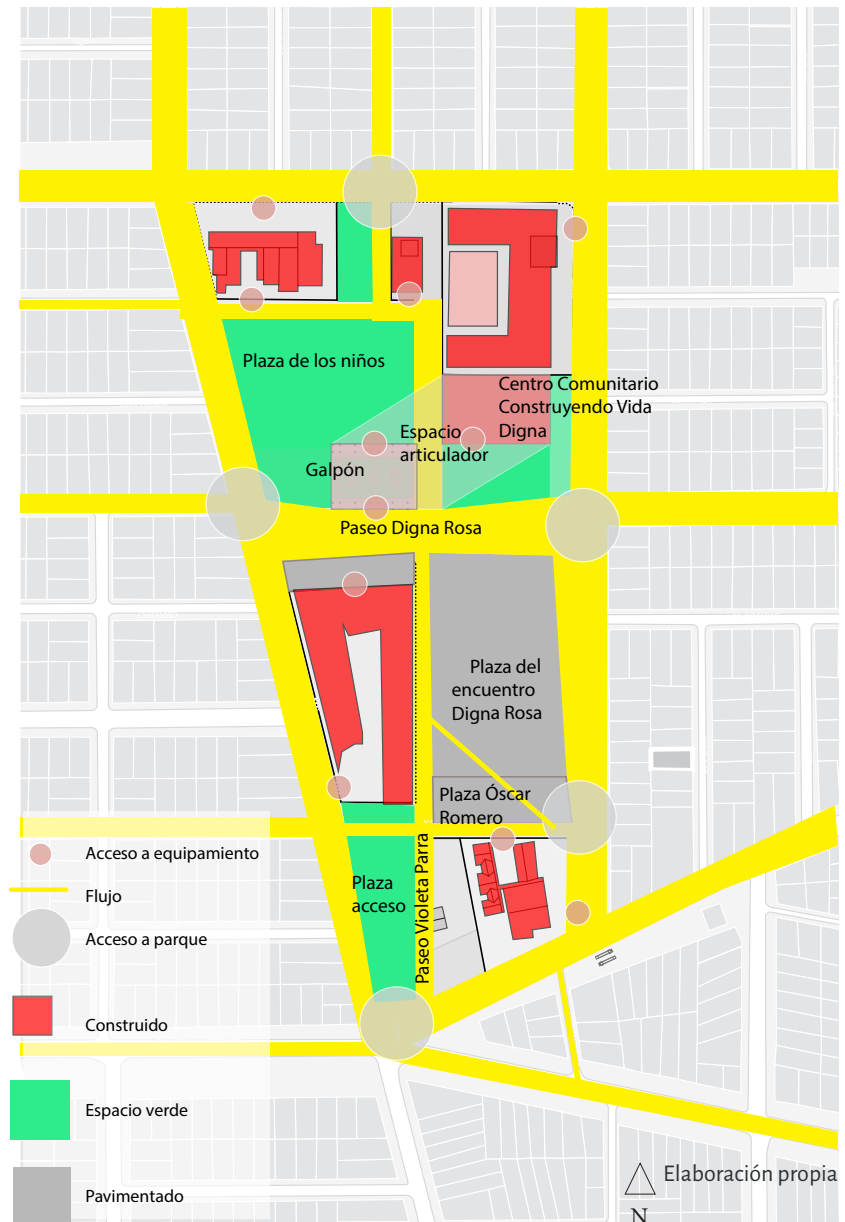 Plaza de los niños
Centro Comunitario
Construyendo Vida
Digna
Espacio
articulador
Galpón
Paseo Digna Rosa
Plaza del
encuentro
Digna Rosa
Plaza Óscar
Romero
Paseo Violeta Parra
Plaza
acceso
Acceso a equipamiento
Flujo
Acceso a parque
Construido
Espacio verde
Pavimentado
Elaboración propia
N